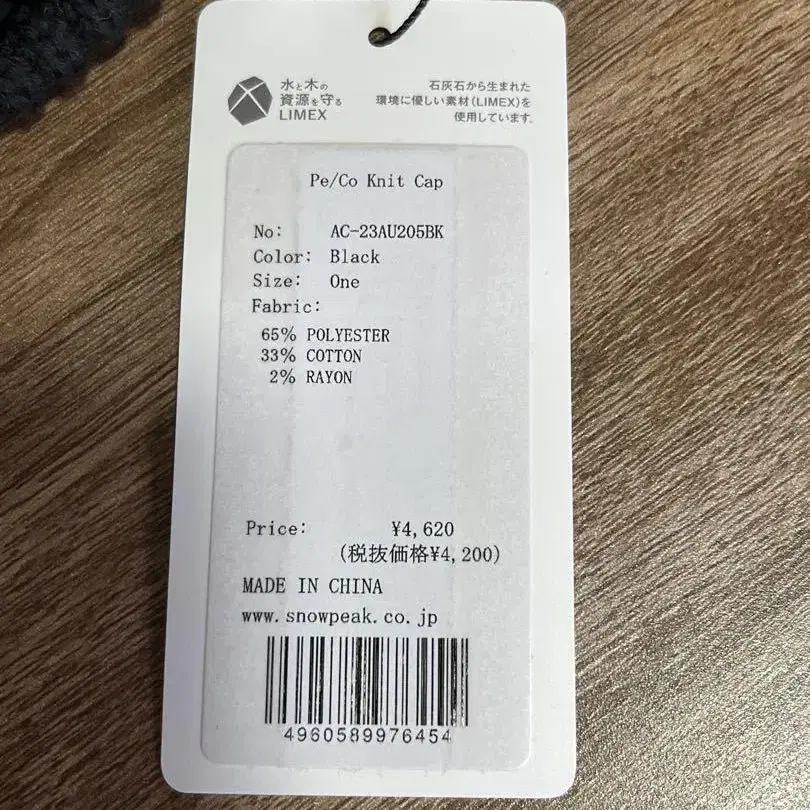 水と木の
資源を守る
LIMEX
石灰石から生まれた
環境に優しい素材(LIMEX)を
使用しています。
Pe/Co Knit Cap
No: AC-23AU205BK
Color: Black
Size: One
Fabric:
65% POLYESTER
33% COTTON
2% RAYON
Price: ¥4,620
(税抜価格¥4,200)
MADE IN CHINA
www.snowpeak.co.jp
4960589976454